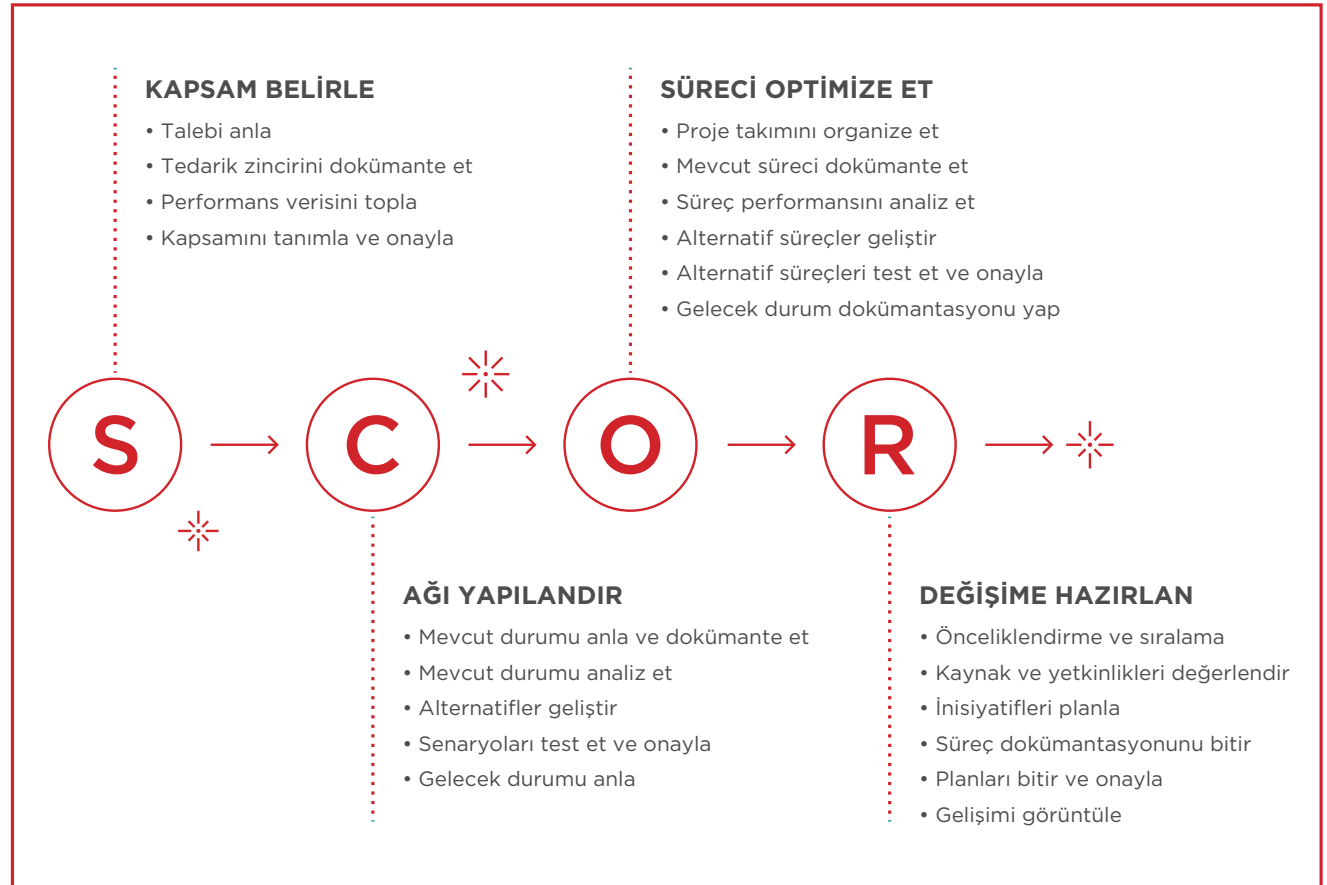 KAPSAM BELİRLE
• Talebi anla
• Tedarik zincirini dokümante et
• Performans verisini topla
• Kapsamını tanımla ve onayla
SÜRECİ OPTİMİZE ET
• Proje takımını organize et
• Mevcut süreci dokümante et
• Süreç performansını analiz et
• Alternatif süreçler geliştir
• Alternatif süreçleri test et ve onayla
• Gelecek durum dokümantasyonu yap
S
C
O
R
AĞI YAPILANDIR
• Mevcut durumu anla ve dokümante et
• Mevcut durumu analiz et
• Alternatifler geliştir
• Senaryoları test et ve onayla
• Gelecek durumu anla
DEĞİŞİME HAZIRLAN
• Önceliklendirme ve sıralama
• Kaynak ve yetkinlikleri değerlendir
• İnisiyatifleri planla
• Süreç dokümantasyonunu bitir
• Planları bitir ve onayla
• Gelişimi görüntüle